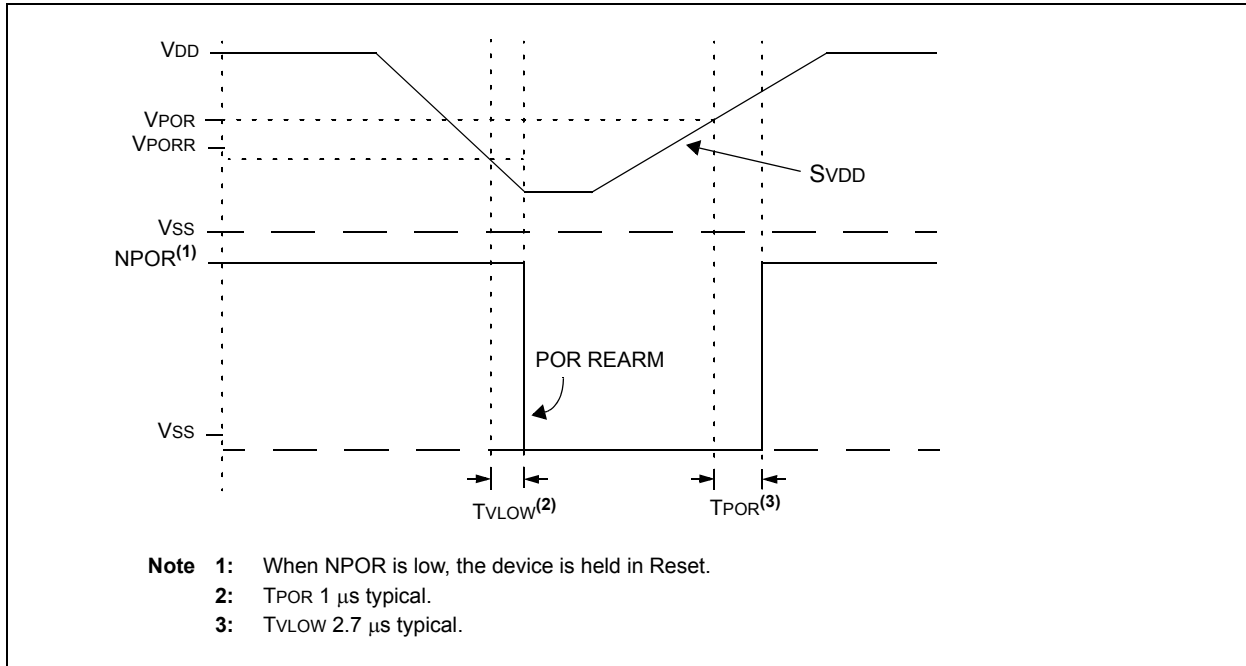 VDD
VPOR
VPORR
SVDD
VSS
NPOR(1)
POR REARM
VSS
TVLOW(2)
TPOR(3)
Note 1: When NPOR is low, the device is held in Reset.
2: TPOR 1 μs typical.
3: TVLOW 2.7 μs typical.